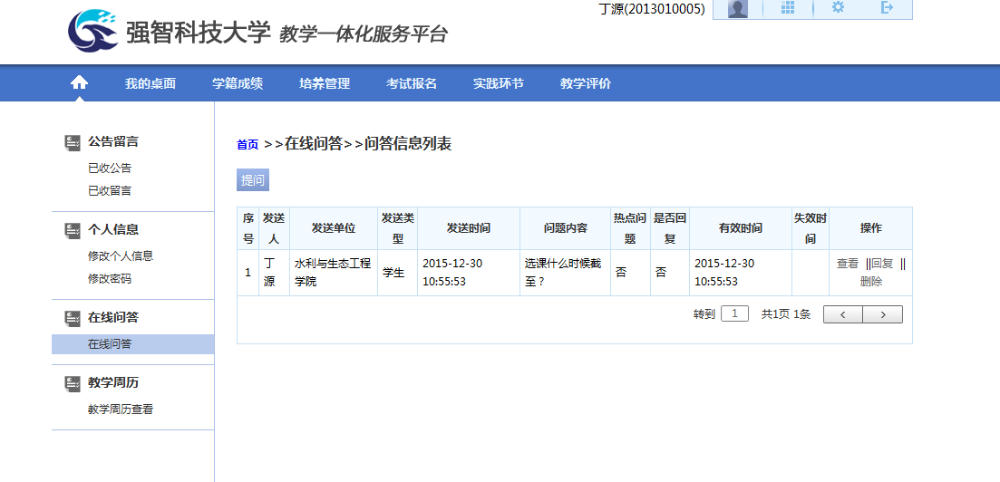 丁源(2013010005)
强智科技大学 教学一体化服务平台
我的桌面 学籍成绩 培养管理 考试报名 实践环节 教学评价
公告留言
已收公告
已收留言
个人信息
修改个人信息
修改密码
在线问答
在线问答
教学周历
教学周历查看
首页 >>在线问答>>问答信息列表
提问
序号 发送人 发送单位 发送类型 发送时间 问题内容 热点问题 是否回复 有效时间 失效时间 操作
1 丁源 水利与生态工程学院 学生 2015-12-30 10:55:53 选课什么时候截至？ 否 否 2015-12-30 10:55:53 查看 ||回复 ||删除
转到 1 共1页 1条 < >